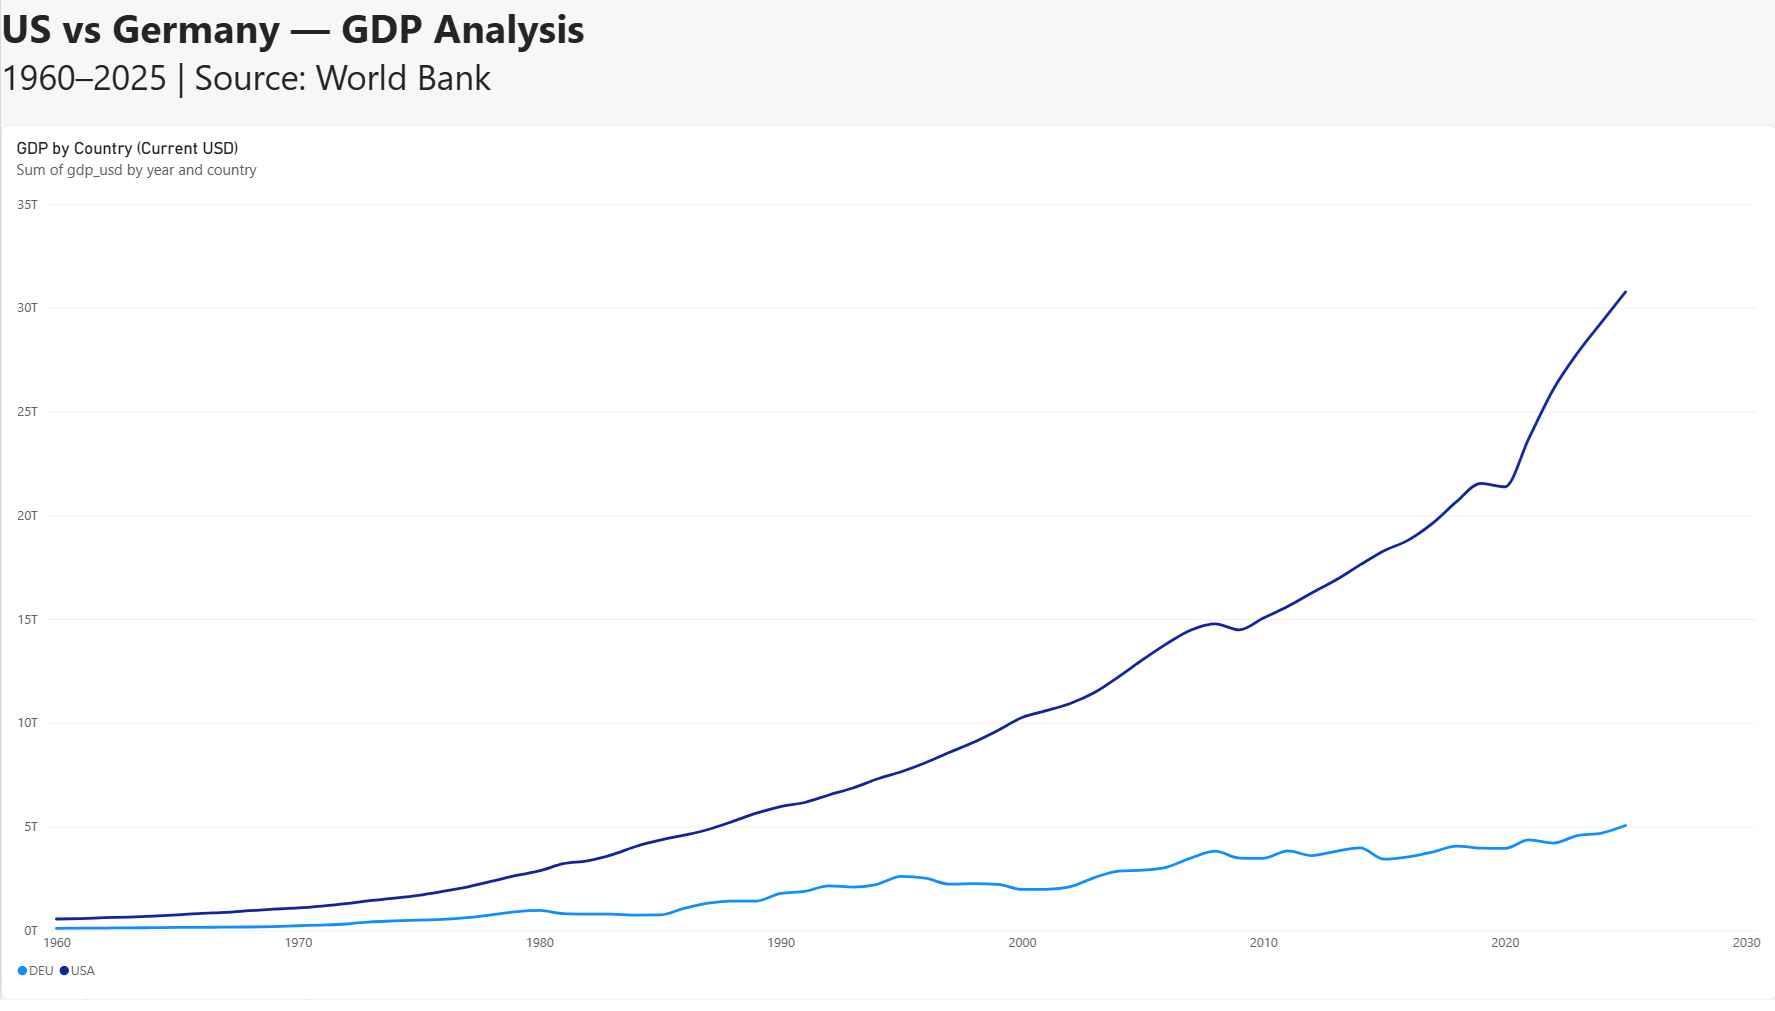 US vs Germany — GDP Analysis
1960–2025 | Source: World Bank
GDP by Country (Current USD)
Sum of gdp_usd by year and country
35T
30T
25T
20T
15T
10T
5T
0T
1960 1970 1980 1990 2000 2010 2020 2030
DEU USA